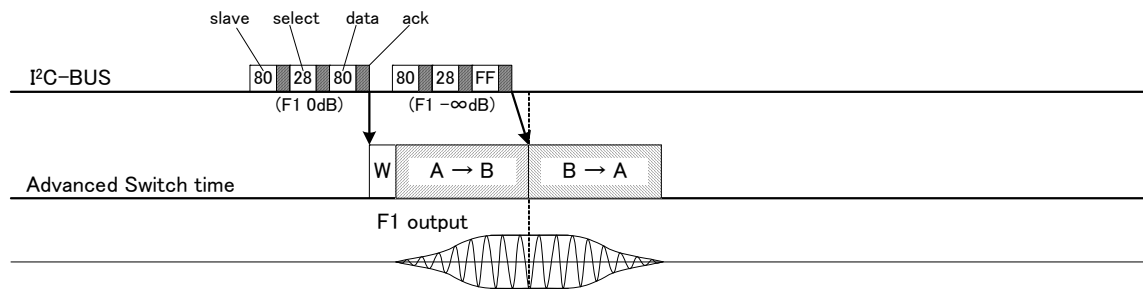 slave select data ack
I²C-BUS 80 28 80 80 28 FF
(F1 0dB) (F1 −∞dB)
W A → B B → A
Advanced Switch time
F1 output